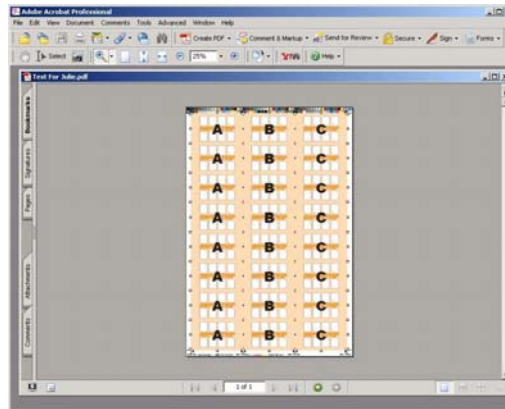 Adobe Acrobat Professional
File Edit View Document Comments Tools Advanced Window Help
Create PDF Comment & Markup Send for Review Secure Sign Forms
Select 25% Help
Test For Julie.pdf
Bookmarks
Signatures
Pages
Attachments
Comments
A B C
A B C
A B C
A B C
A B C
A B C
A B C
A B C
1 of 1